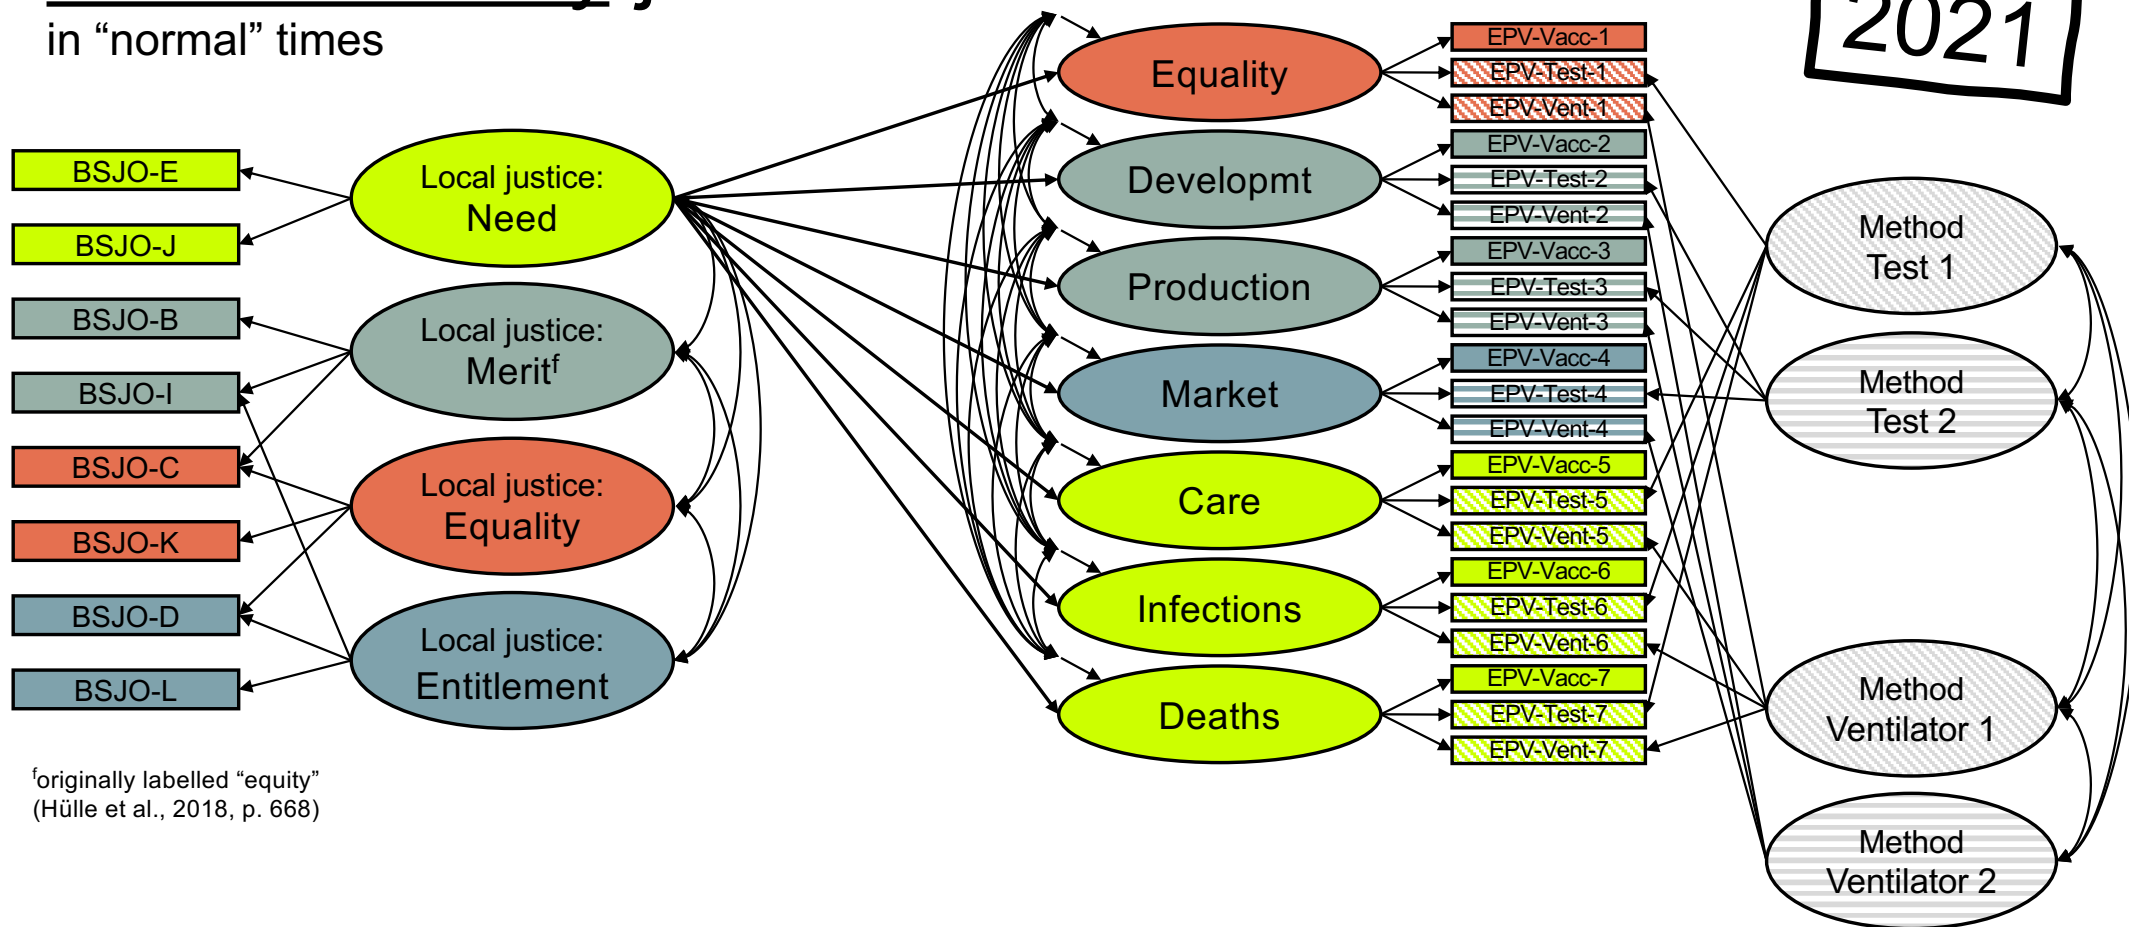 in “normal” times
2021
BSJO-E
BSJO-J
BSJO-B
BSJO-I
BSJO-C
BSJO-K
BSJO-D
BSJO-L
Local justice:
Need
Local justice:
Meritᶠ
Local justice:
Equality
Local justice:
Entitlement
ᶠoriginally labelled “equity”
(Hülle et al., 2018, p. 668)
Equality
Developmt
Production
Market
Care
Infections
Deaths
EPV-Vacc-1
EPV-Test-1
EPV-Vent-1
EPV-Vacc-2
EPV-Test-2
EPV-Vent-2
EPV-Vacc-3
EPV-Test-3
EPV-Vent-3
EPV-Vacc-4
EPV-Test-4
EPV-Vent-4
EPV-Vacc-5
EPV-Test-5
EPV-Vent-5
EPV-Vacc-6
EPV-Test-6
EPV-Vent-6
EPV-Vacc-7
EPV-Test-7
EPV-Vent-7
Method
Test 1
Method
Test 2
Method
Ventilator 1
Method
Ventilator 2